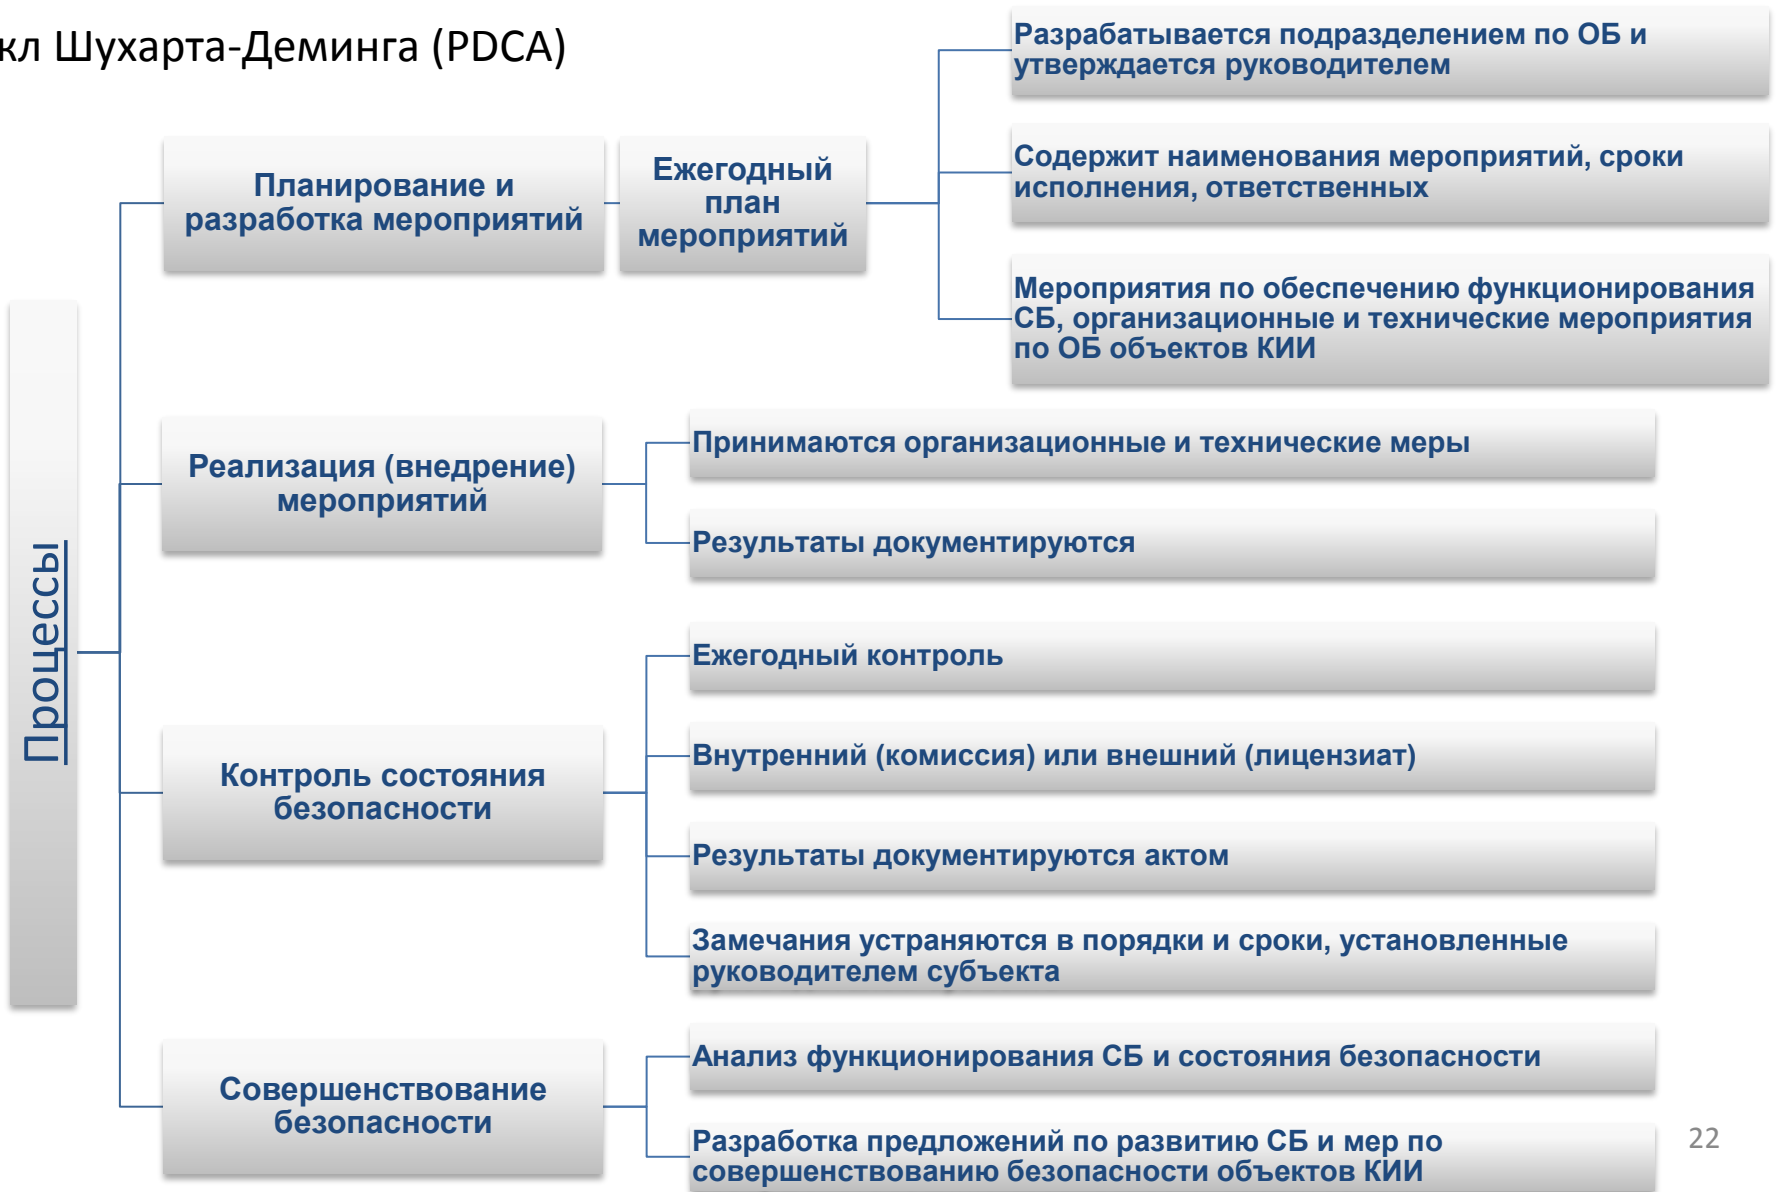 кл Шухарта-Деминга (PDCA)
Процессы
Планирование и
разработка мероприятий
Ежегодный
план
мероприятий
Разрабатывается подразделением по ОБ и
утверждается руководителем
Содержит наименования мероприятий, сроки
исполнения, ответственных
Мероприятия по обеспечению функционирования
СБ, организационные и технические мероприятия
по ОБ объектов КИИ
Реализация (внедрение)
мероприятий
Принимаются организационные и технические меры
Результаты документируются
Контроль состояния
безопасности
Ежегодный контроль
Внутренний (комиссия) или внешний (лицензиат)
Результаты документируются актом
Замечания устраняются в порядки и сроки, установленные
руководителем субъекта
Совершенствование
безопасности
Анализ функционирования СБ и состояния безопасности
Разработка предложений по развитию СБ и мер по
совершенствованию безопасности объектов КИИ
22